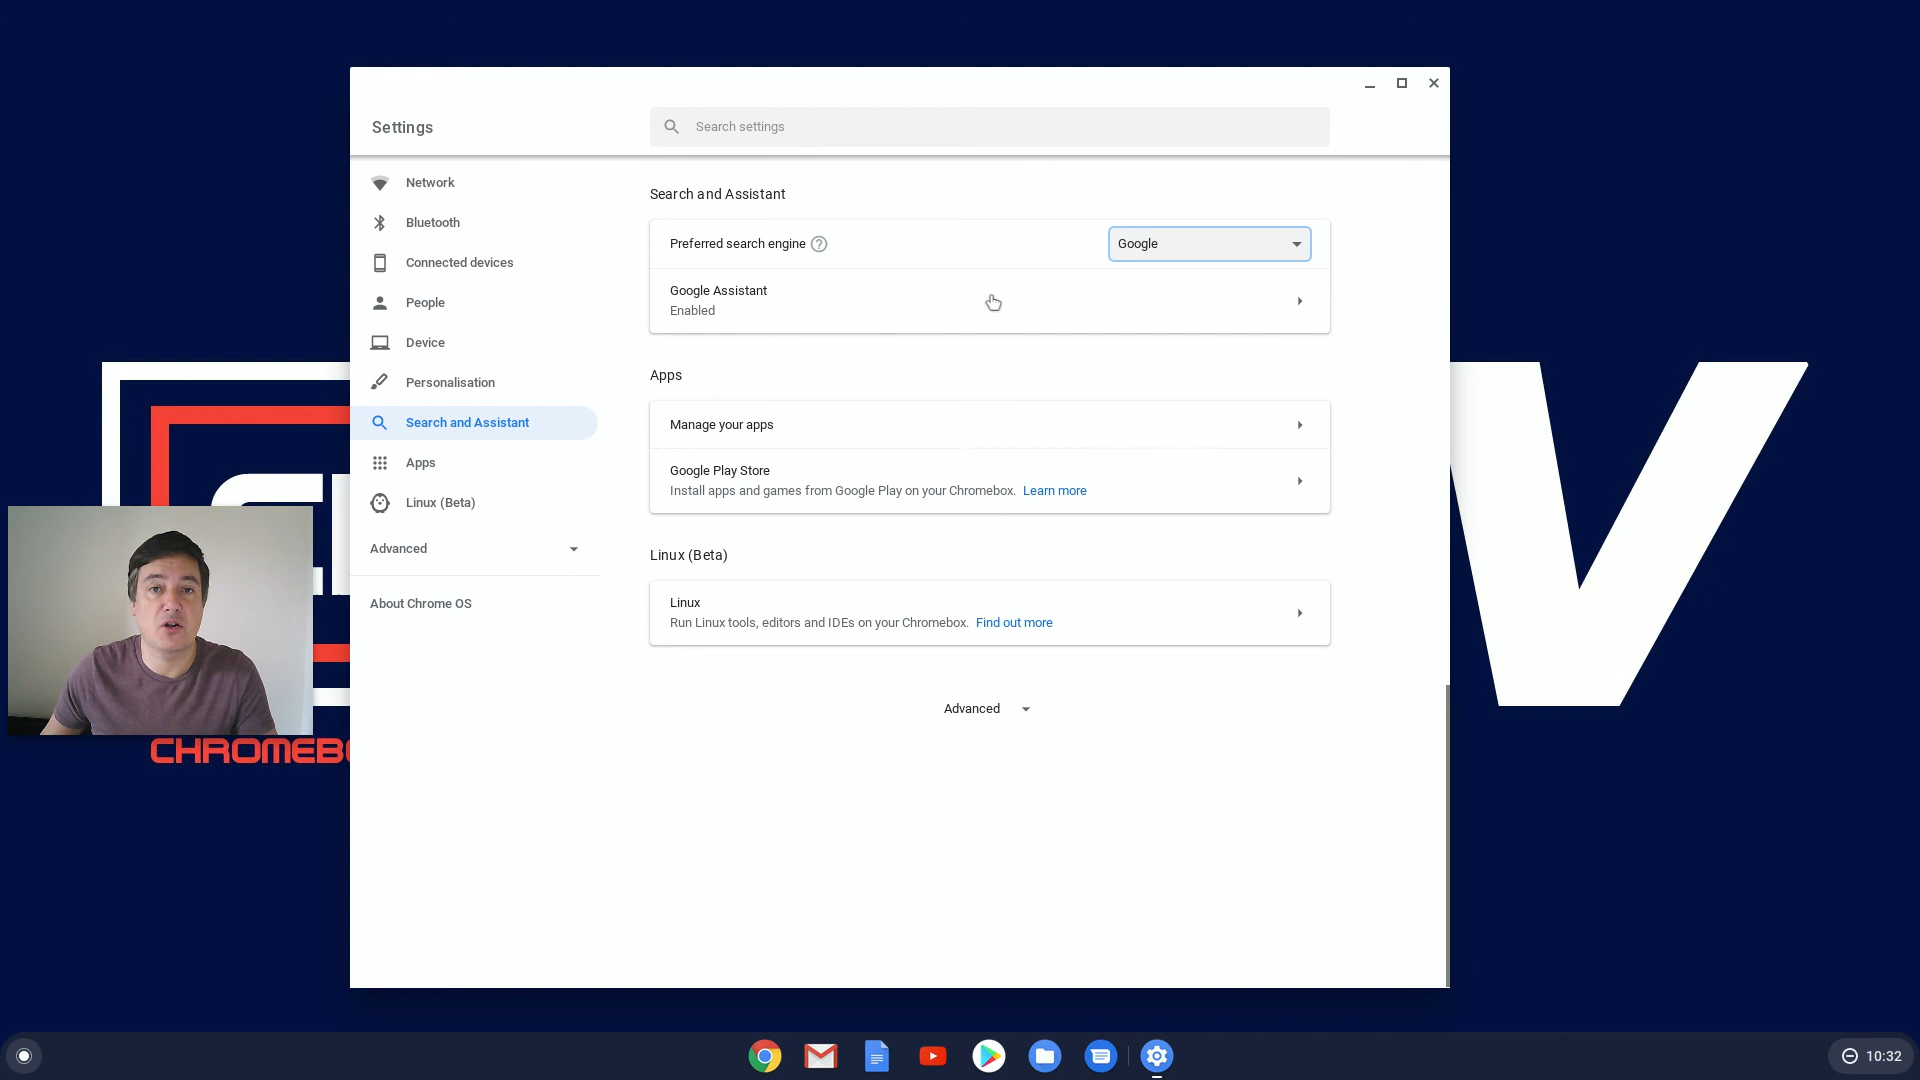 Settings
Search settings
Network
Bluetooth
Connected devices
People
Device
Personalisation
Search and Assistant
Apps
Linux (Beta)
Advanced
About Chrome OS
Search and Assistant
Preferred search engine
Google
Google Assistant
Enabled
Apps
Manage your apps
Google Play Store
Install apps and games from Google Play on your Chromebox. Learn more
Linux (Beta)
Linux
Run Linux tools, editors and IDEs on your Chromebox. Find out more
Advanced
10:32